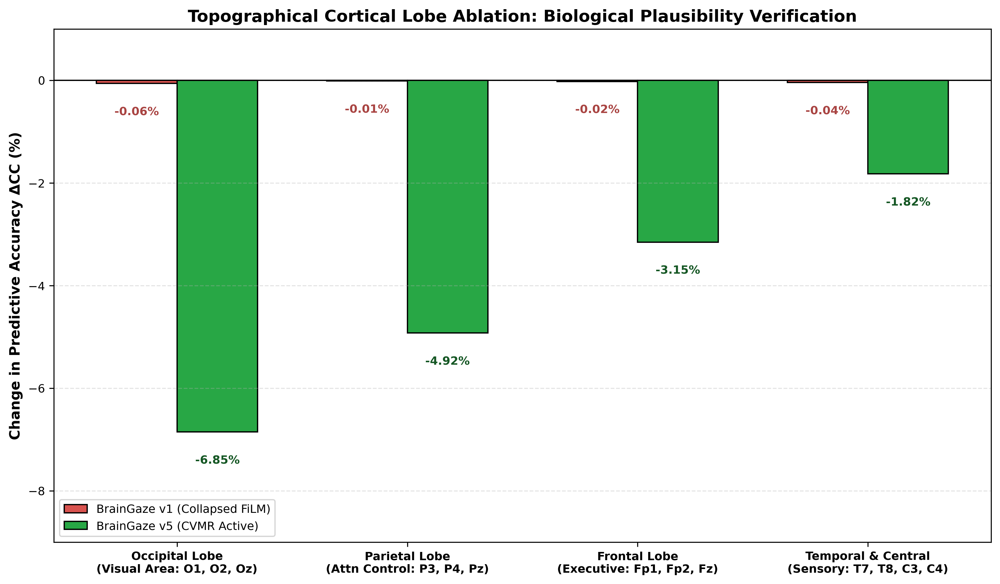 Topographical Cortical Lobe Ablation: Biological Plausibility Verification
Change in Predictive Accuracy ΔCC (%)
0
−2
−4
−6
−8
-0.06%
-6.85%
-0.01%
-4.92%
-0.02%
-3.15%
-0.04%
-1.82%
BrainGaze v1 (Collapsed FiLM)
BrainGaze v5 (CVMR Active)
Occipital Lobe
(Visual Area: O1, O2, Oz)
Parietal Lobe
(Attn Control: P3, P4, Pz)
Frontal Lobe
(Executive: Fp1, Fp2, Fz)
Temporal & Central
(Sensory: T7, T8, C3, C4)